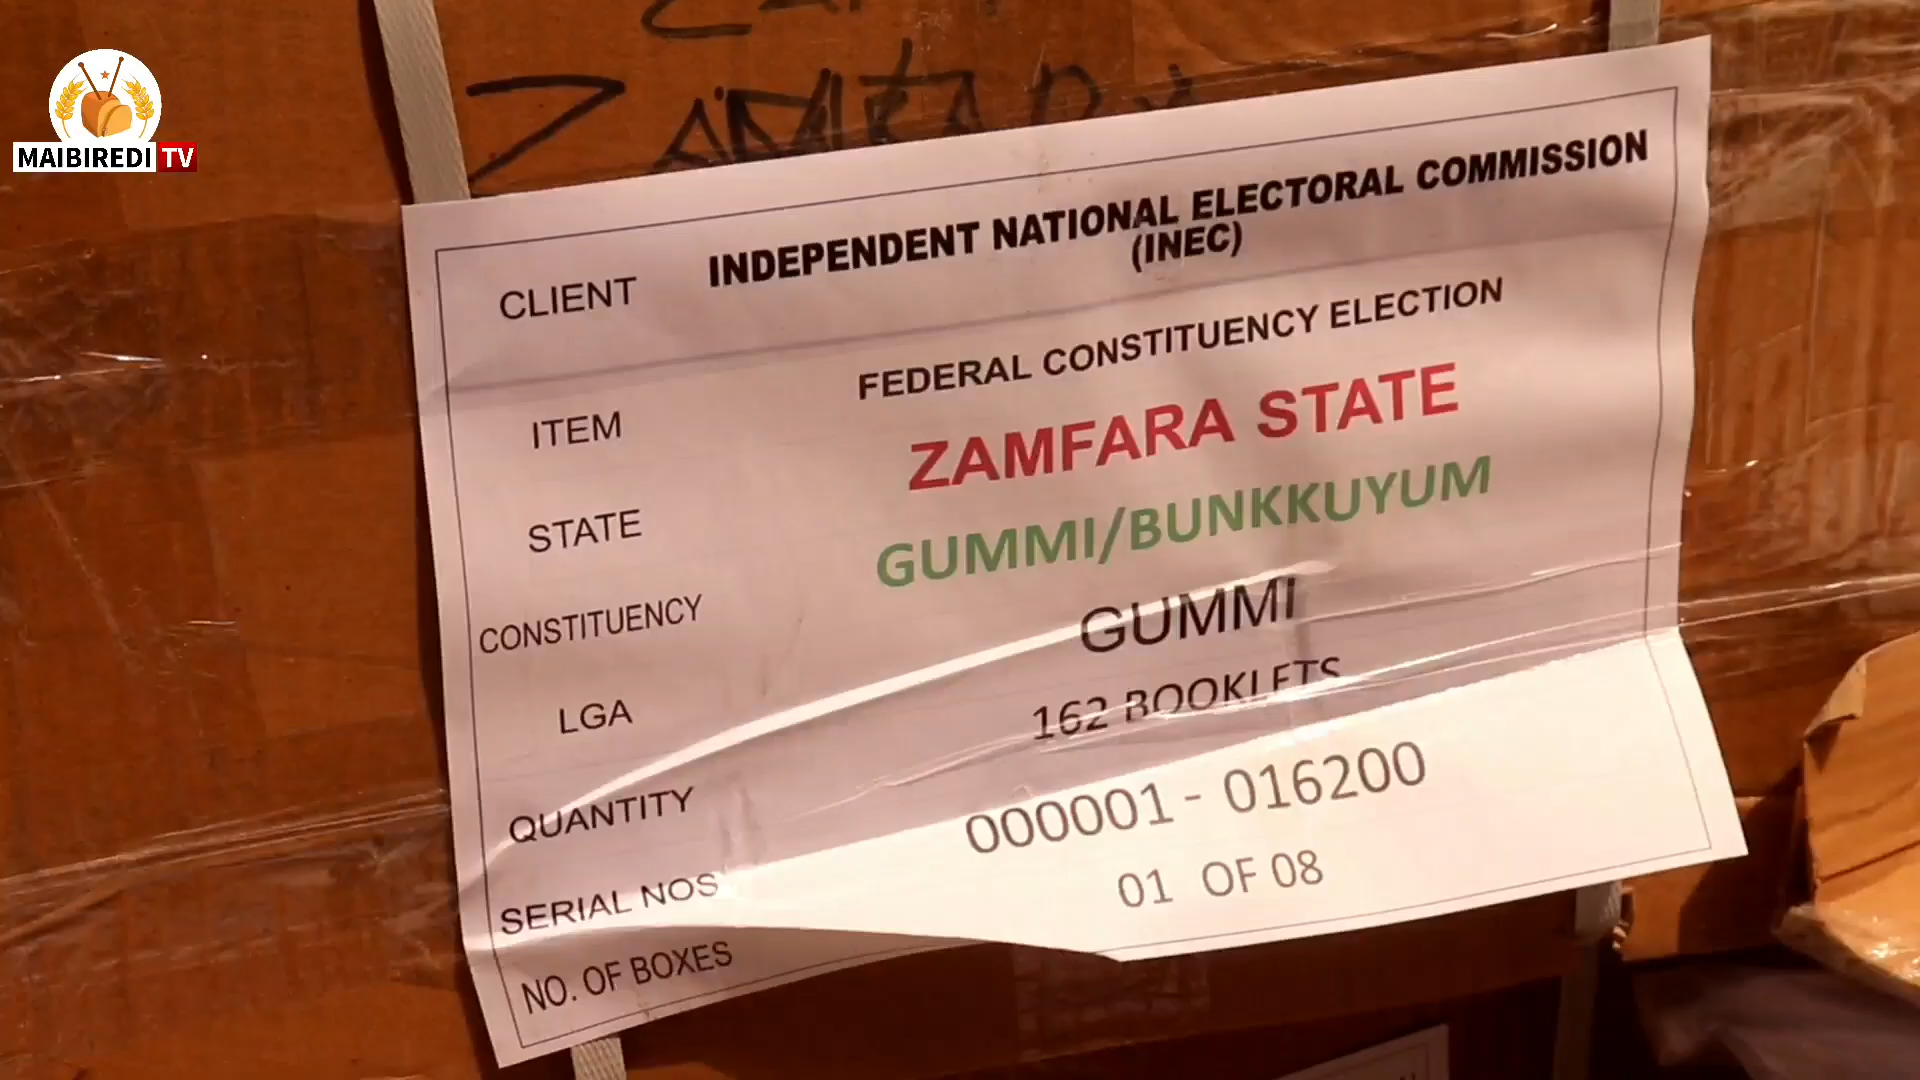 MAIBIREDI TV
ZAMFARA
CLIENT INDEPENDENT NATIONAL ELECTORAL COMMISSION
(INEC)
ITEM FEDERAL CONSTITUENCY ELECTION
STATE ZAMFARA STATE
CONSTITUENCY GUMMI/BUNKKUYUM
LGA GUMMI
QUANTITY 162 BOOKLETS
SERIAL NOS 000001 - 016200
NO. OF BOXES 01 OF 08